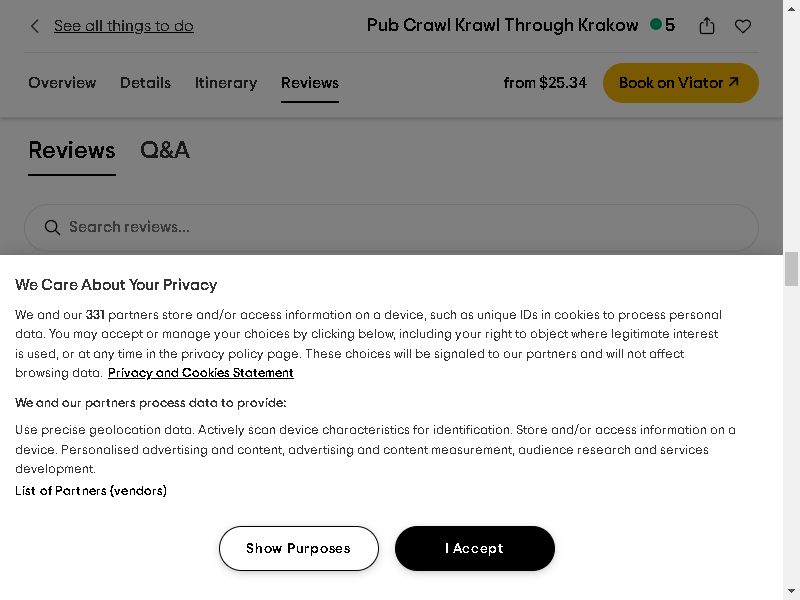 See all things to do
Pub Crawl Krawl Through Krakow 5
Overview Details Itinerary Reviews from $25.34 Book on Viator
Reviews Q&A
Search reviews...
We Care About Your Privacy
We and our 331 partners store and/or access information on a device, such as unique IDs in cookies to process personal
data. You may accept or manage your choices by clicking below, including your right to object where legitimate interest
is used, or at any time in the privacy policy page. These choices will be signaled to our partners and will not affect
browsing data. Privacy and Cookies Statement
We and our partners process data to provide:
Use precise geolocation data. Actively scan device characteristics for identification. Store and/or access information on a
device. Personalised advertising and content, advertising and content measurement, audience research and services
development.
List of Partners (vendors)
Show Purposes I Accept